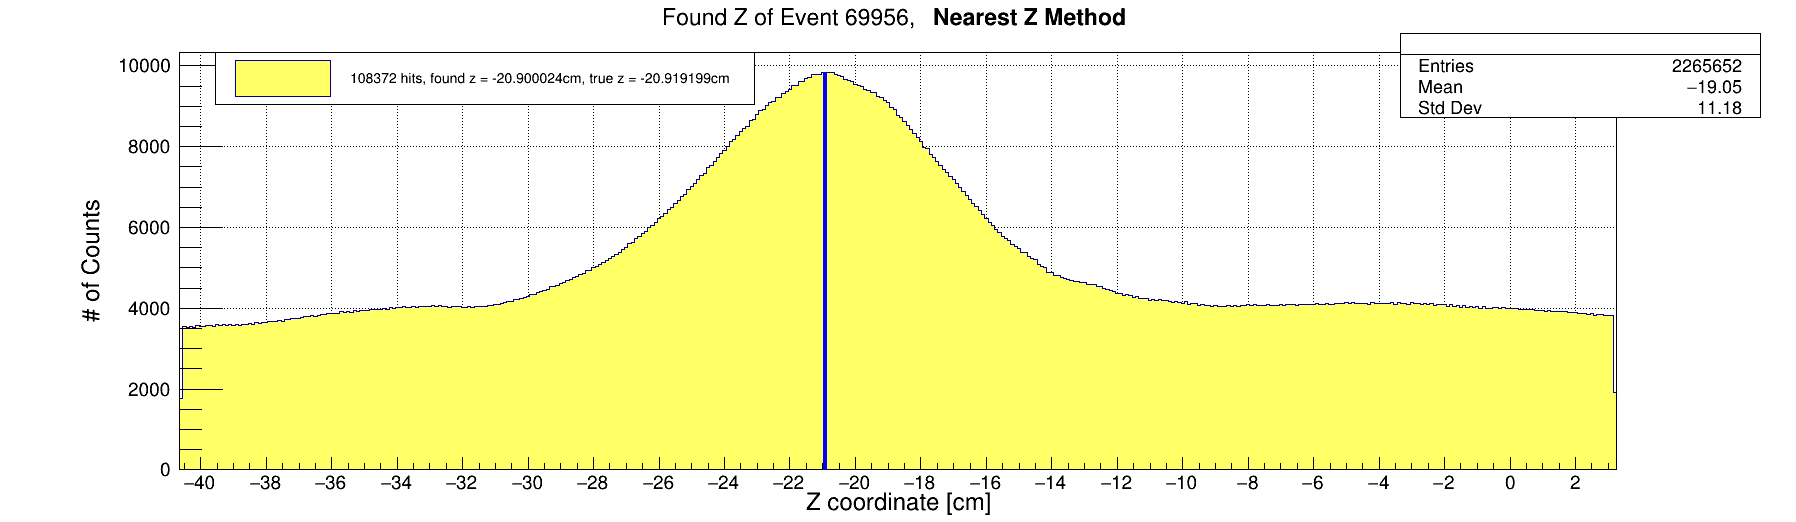 Found Z of Event 69956, Nearest Z Method
108372 hits, found z = -20.900024cm, true z = -20.919199cm
Entries 2265652
Mean −19.05
Std Dev 11.18
# of Counts
10000
8000
6000
4000
2000
0
−40 −38 −36 −34 −32 −30 −28 −26 −24 −22 −20 −18 −16 −14 −12 −10 −8 −6 −4 −2 0 2
Z coordinate [cm]